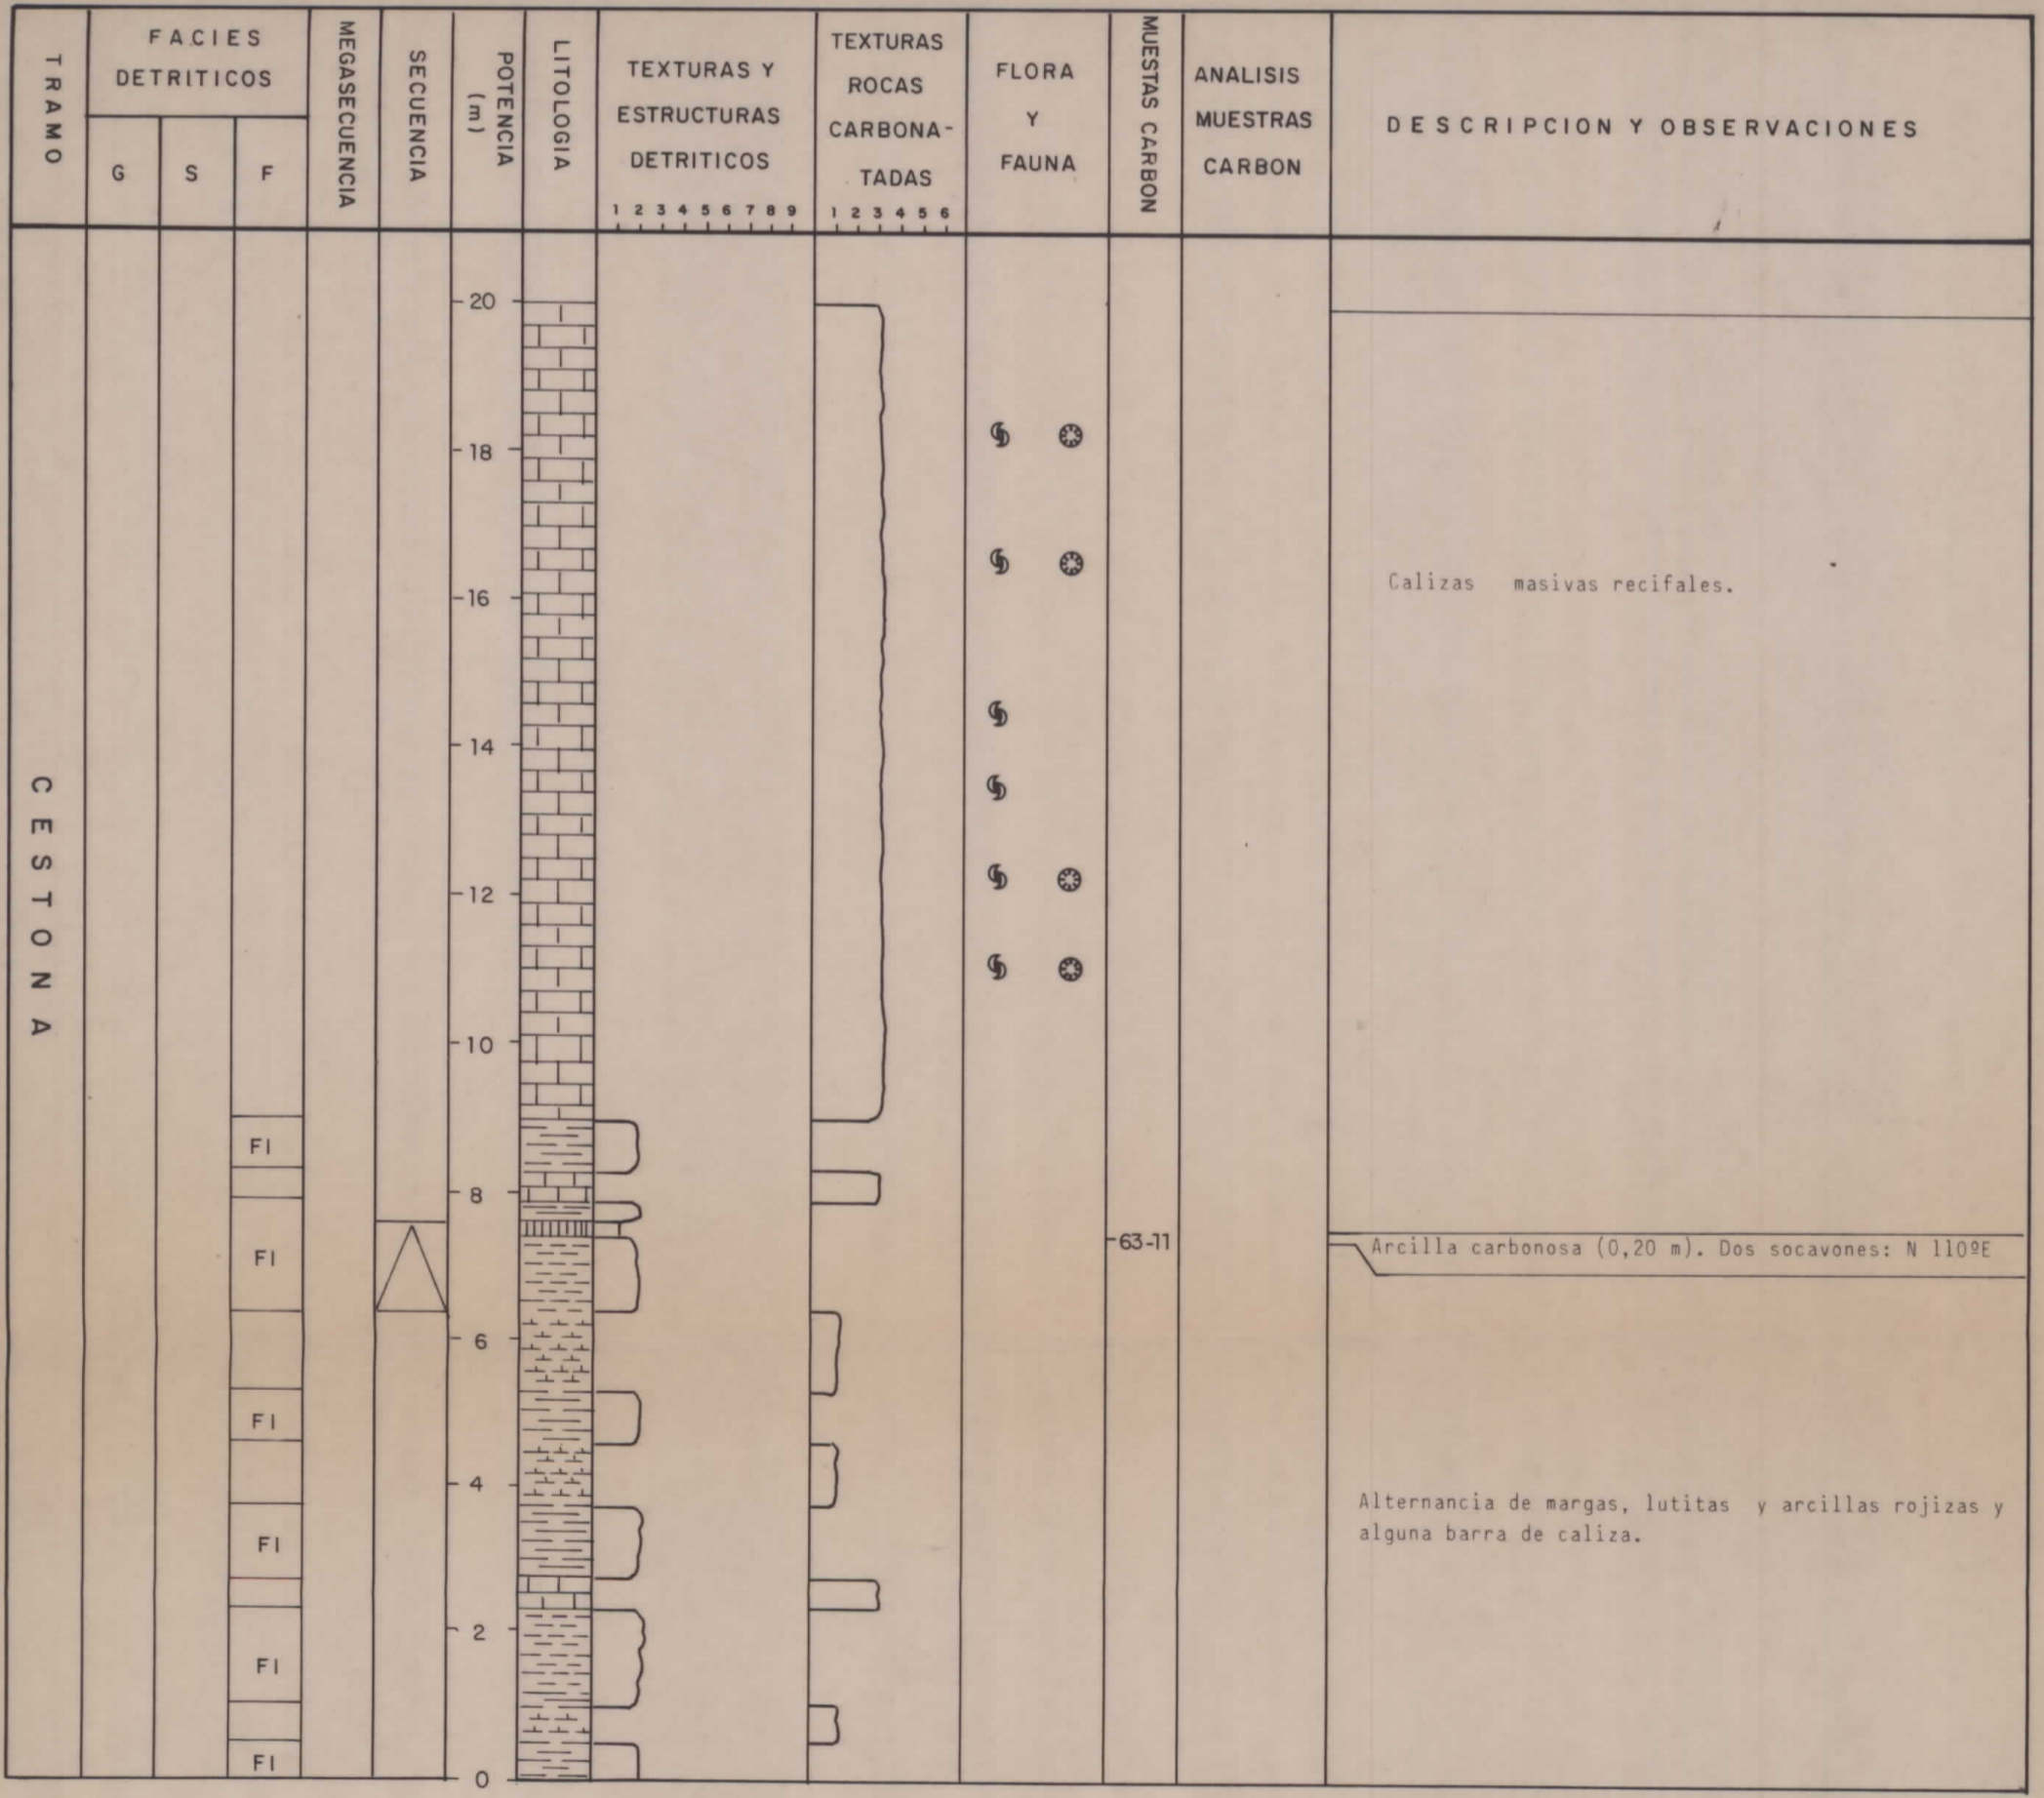 TRAMO
FACIES
DETRITICOS
G S F
MEGASECUENCIA
SECUENCIA
POTENCIA
(m)
LITOLOGIA
TEXTURAS Y
ESTRUCTURAS
DETRITICOS
1 2 3 4 5 6 7 8 9
TEXTURAS
ROCAS
CARBONA-
TADAS
1 2 3 4 5 6
FLORA
Y
FAUNA
MUESTAS CARBON
ANALISIS
MUESTRAS
CARBON
DESCRIPCION Y OBSERVACIONES
CESTONA
20
18
16
14
12
10
8
6
4
2
0
Fl
Fl
Fl
Fl
Fl
Fl
63-11
Calizas masivas recifales.
Arcilla carbonosa (0,20 m). Dos socavones: N 110ºE
Alternancia de margas, lutitas y arcillas rojizas y
alguna barra de caliza.